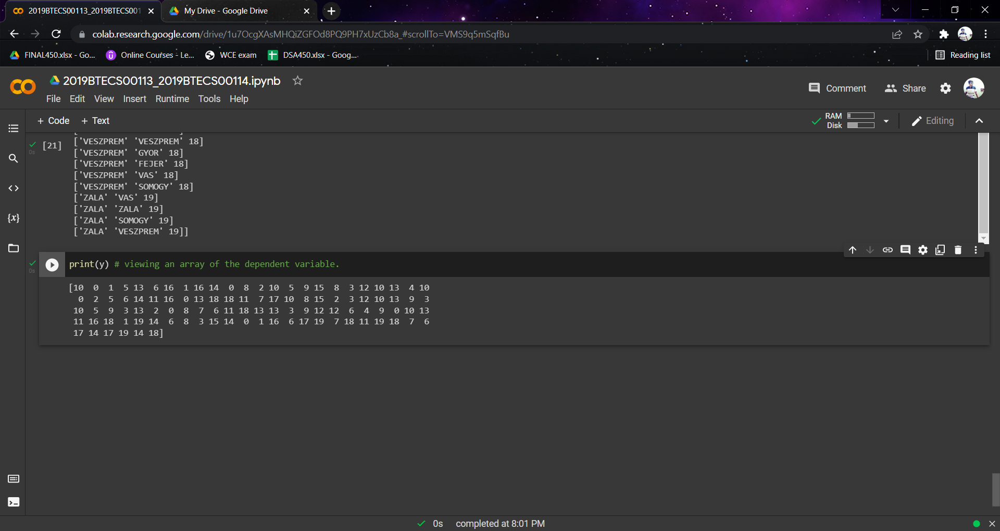 2019BTECS00113_2019BTECS001
My Drive - Google Drive
colab.research.google.com/drive/1u7OcgXAsMHQiZGFOd8PQ9PH7xUzCb8a_#scrollTo=VMS9q5mSqfBu
FINAL450.xlsx - Go...
Online Courses - Le...
WCE exam
DSA450.xlsx - Goog...
Reading list
2019BTECS00113_2019BTECS00114.ipynb
Comment
Share
File Edit View Insert Runtime Tools Help
+ Code + Text
RAM
Disk
Editing
[21]
0s
['VESZPREM' 'VESZPREM' 18]
['VESZPREM' 'GYOR' 18]
['VESZPREM' 'FEJER' 18]
['VESZPREM' 'VAS' 18]
['VESZPREM' 'SOMOGY' 18]
['ZALA' 'VAS' 19]
['ZALA' 'ZALA' 19]
['ZALA' 'SOMOGY' 19]
['ZALA' 'VESZPREM' 19]]
0s
print(y) # viewing an array of the dependent variable.
[10  0  1  5 13  6 16  1 16 14  0  8  2 10  5  9 15  8  3 12 10 13  4 10
  0  2  5  6 14 11 16  0 13 18 18 11  7 17 10  8 15  2  3 12 10 13  9  3
 10  5  9  3 13  2  0  8  7  6 11 18 13 13  3  9 12 12  6  4  9  0 10 13
 11 16 18  1 19 14  6  8  3 15 14  0  1 16  6 17 19  7 18 11 19 18  7  6
 17 14 17 19 14 18]
0s completed at 8:01 PM